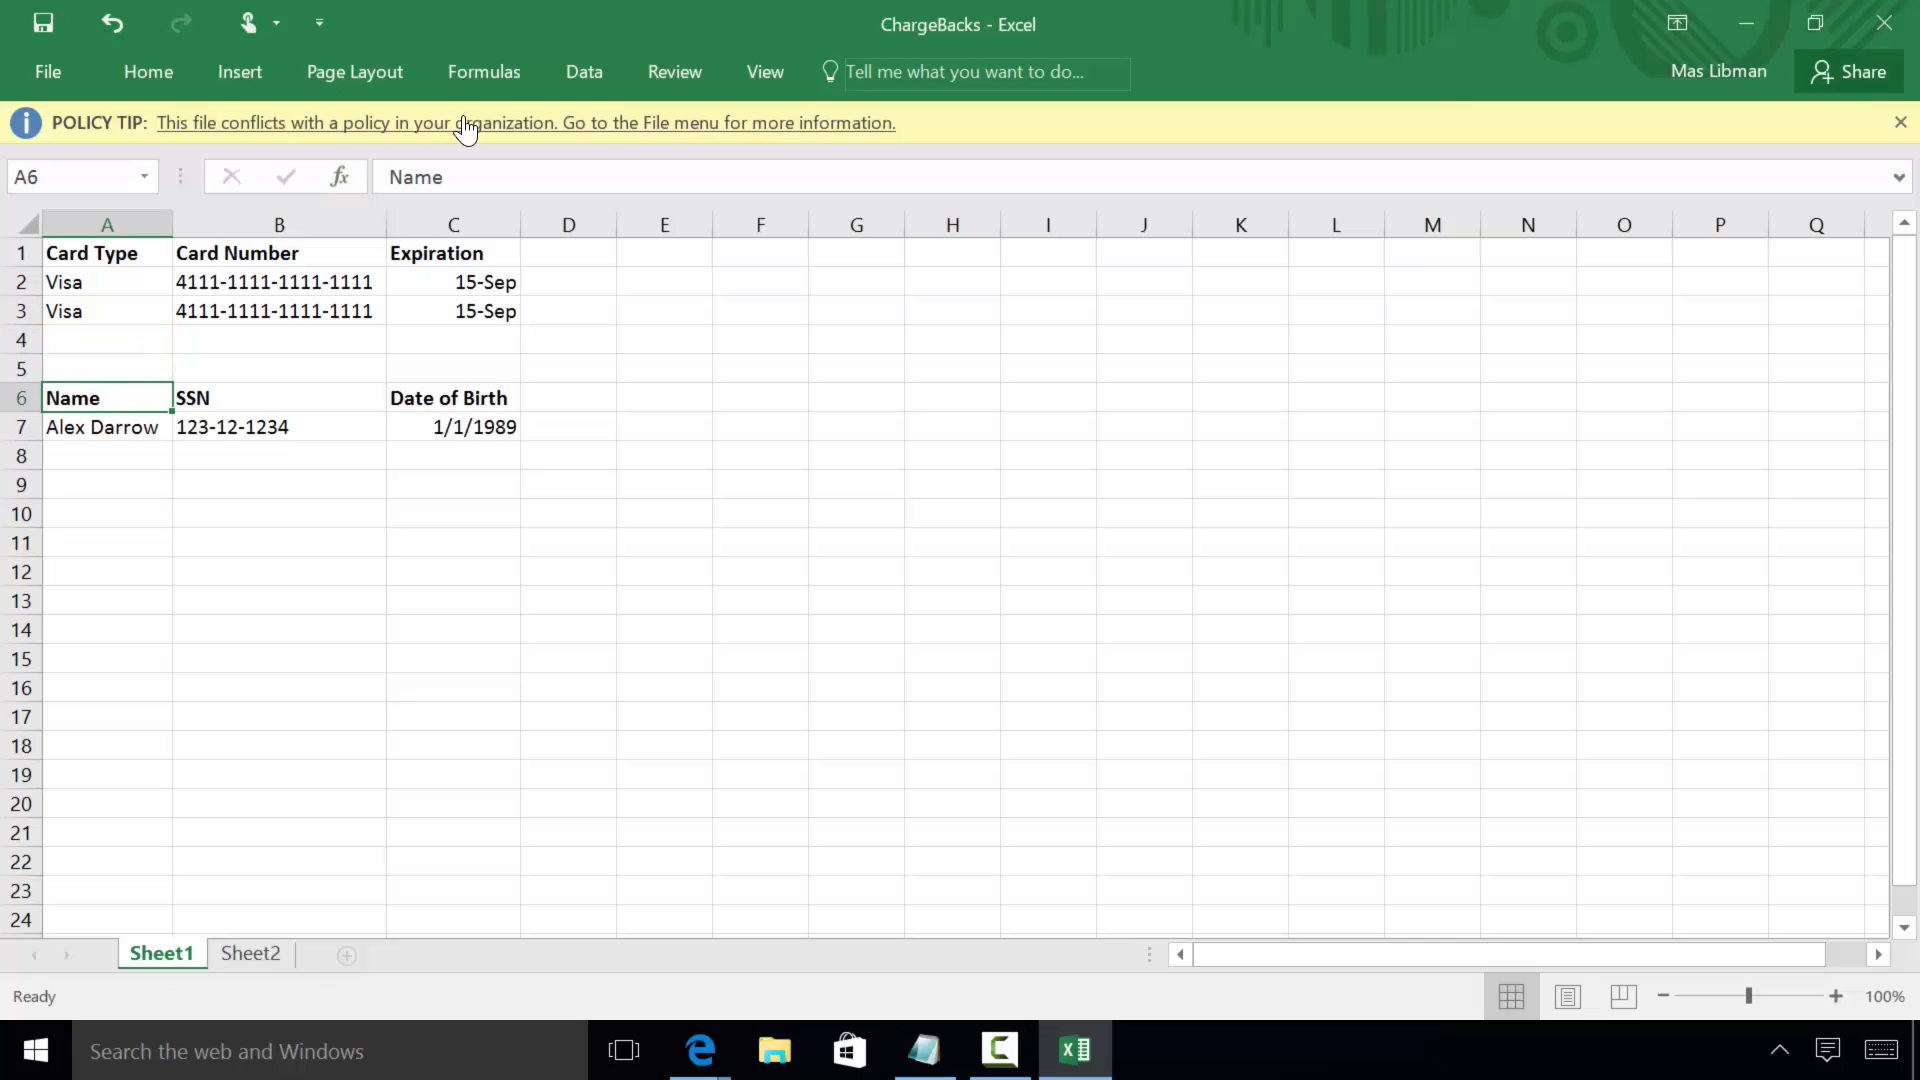 ChargeBacks - Excel
File Home Insert Page Layout Formulas Data Review View Tell me what you want to do... Mas Libman Share
POLICY TIP: This file conflicts with a policy in your organization. Go to the File menu for more information.
A6 fx Name
A B C D E F G H I J K L M N O P Q
1 Card Type Card Number Expiration
2 Visa 4111-1111-1111-1111 15-Sep
3 Visa 4111-1111-1111-1111 15-Sep
4
5
6 Name SSN Date of Birth
7 Alex Darrow 123-12-1234 1/1/1989
8
9
10
11
12
13
14
15
16
17
18
19
20
21
22
23
24
Sheet1 Sheet2
Ready 100%
Search the web and Windows